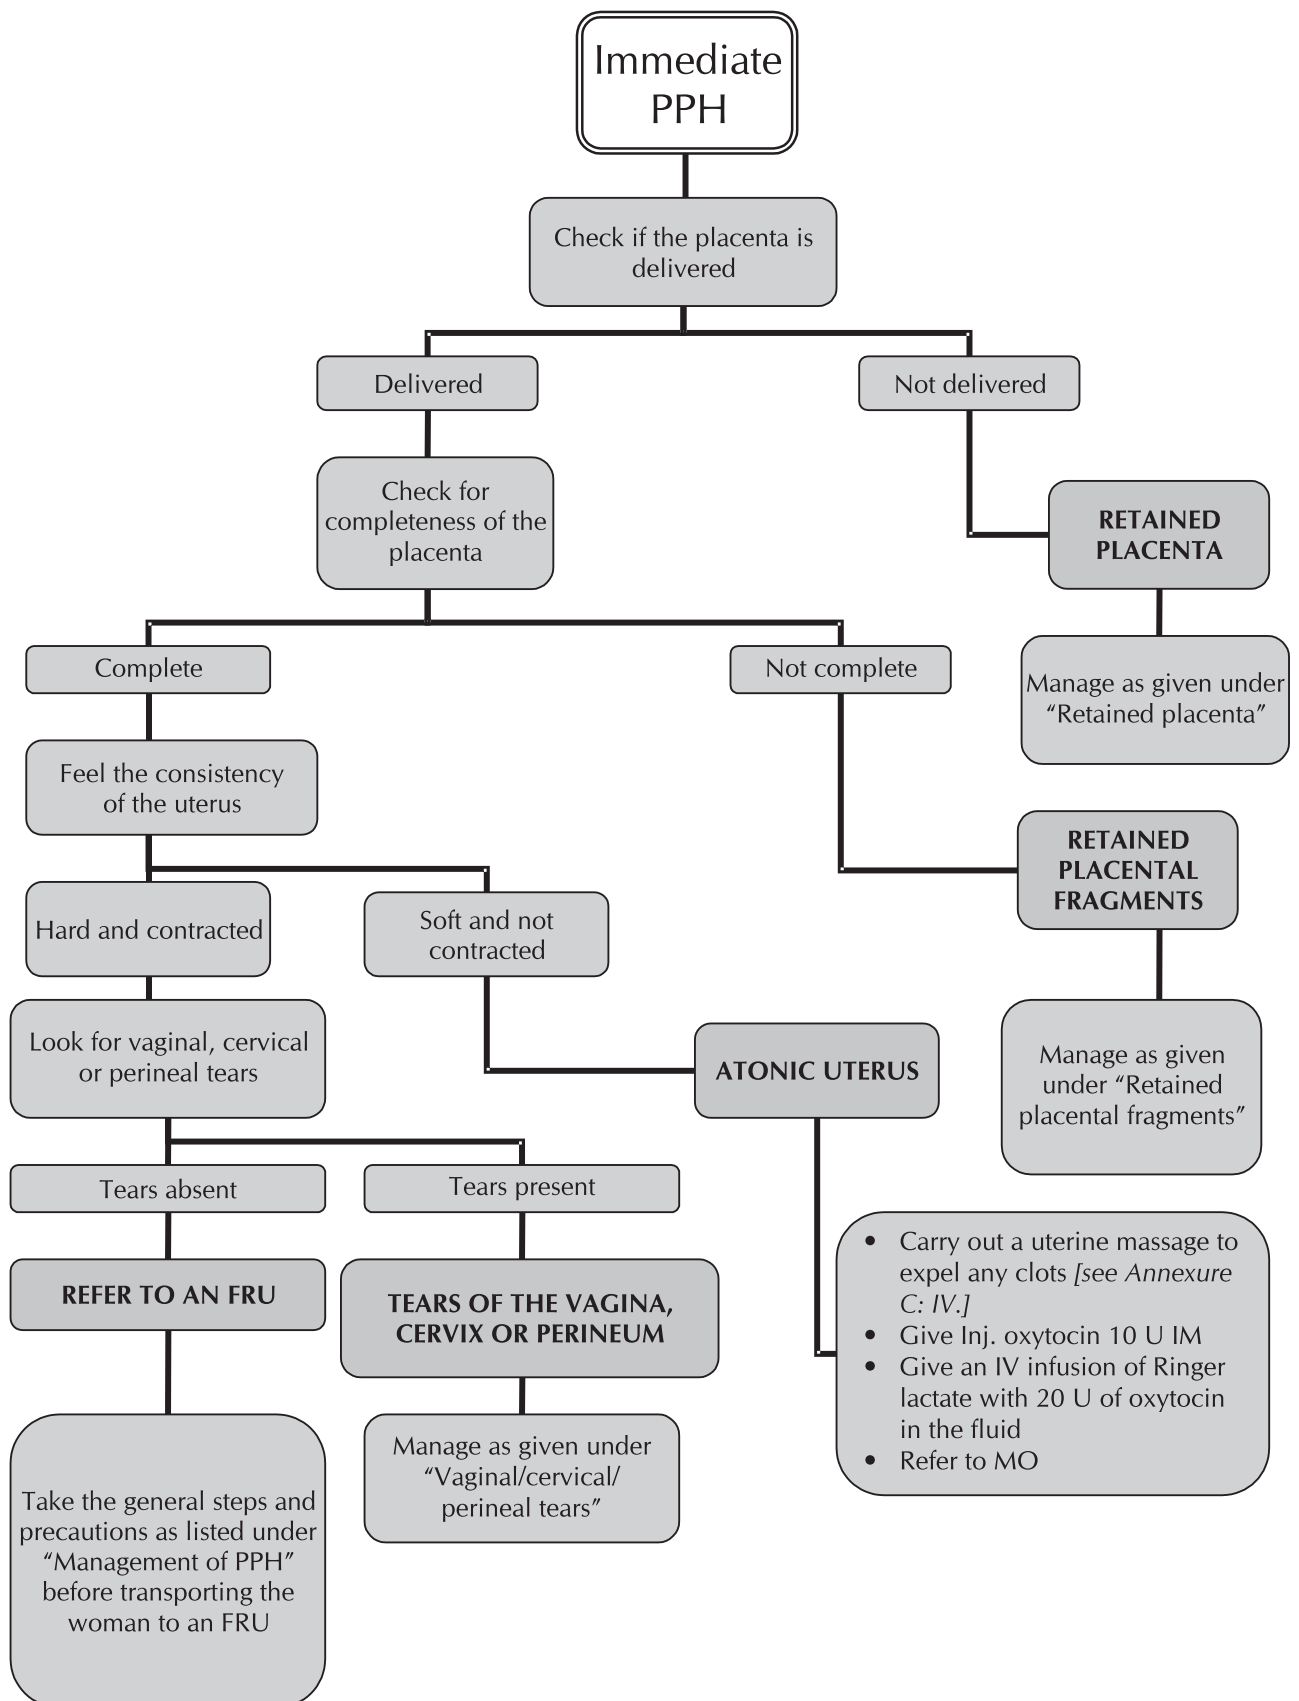 Immediate
PPH
Check if the placenta is
delivered
Delivered
Not delivered
Check for
completeness of the
placenta
RETAINED
PLACENTA
Complete
Not complete
Manage as given under
“Retained placenta”
Feel the consistency
of the uterus
RETAINED
PLACENTAL
FRAGMENTS
Hard and contracted
Soft and not
contracted
Look for vaginal, cervical
or perineal tears
ATONIC UTERUS
Manage as given
under “Retained
placental fragments”
Tears absent
Tears present
• Carry out a uterine massage to
expel any clots [see Annexure
C: IV.]
• Give Inj. oxytocin 10 U IM
• Give an IV infusion of Ringer
lactate with 20 U of oxytocin
in the fluid
• Refer to MO
REFER TO AN FRU
TEARS OF THE VAGINA,
CERVIX OR PERINEUM
Manage as given under
“Vaginal/cervical/
perineal tears”
Take the general steps and
precautions as listed under
“Management of PPH”
before transporting the
woman to an FRU